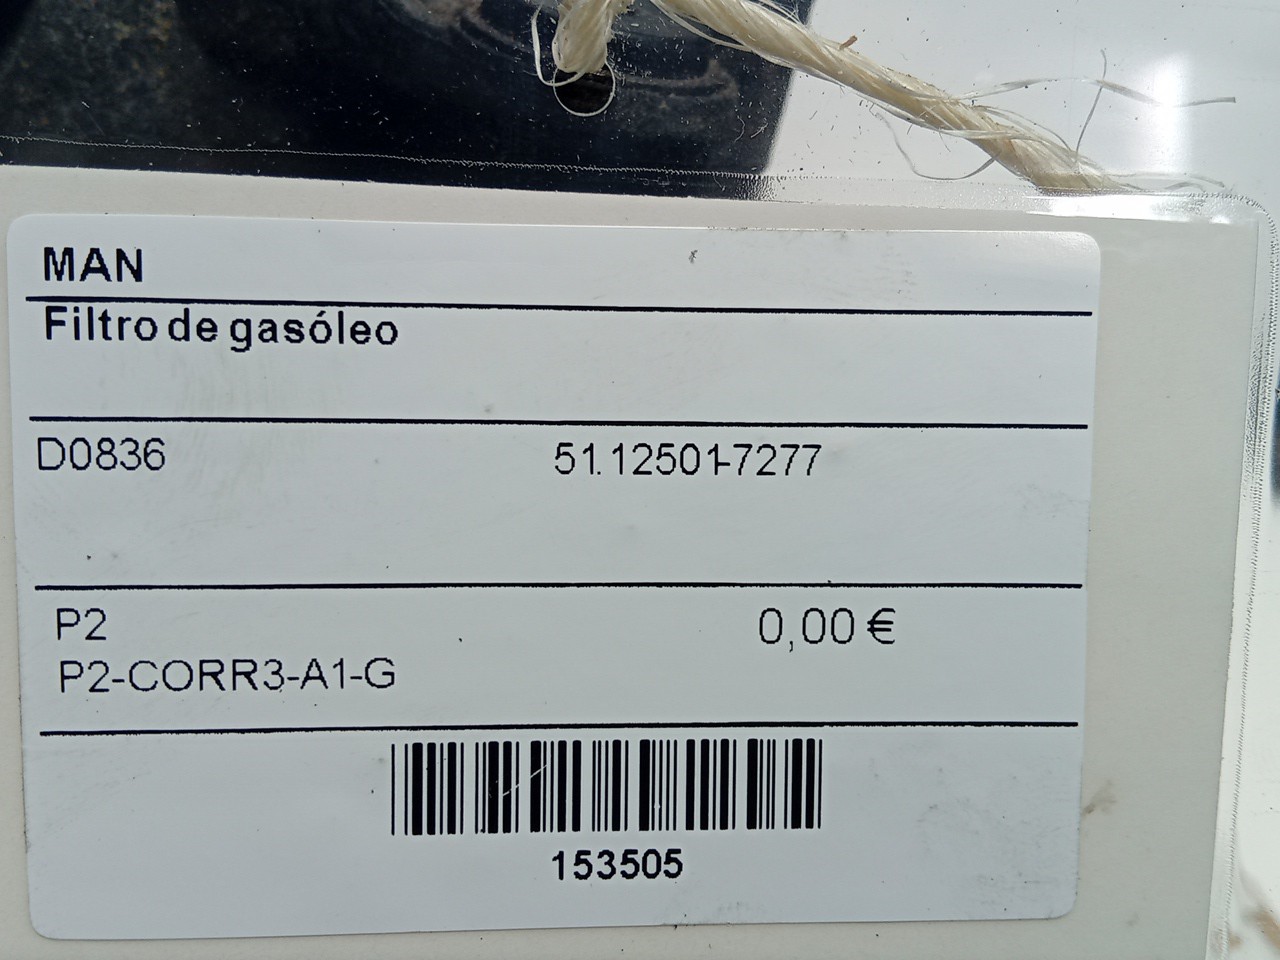 MAN
Filtro de gasóleo
D0836 51.12501-7277
P2 0,00 €
P2-CORR3-A1-G
153505